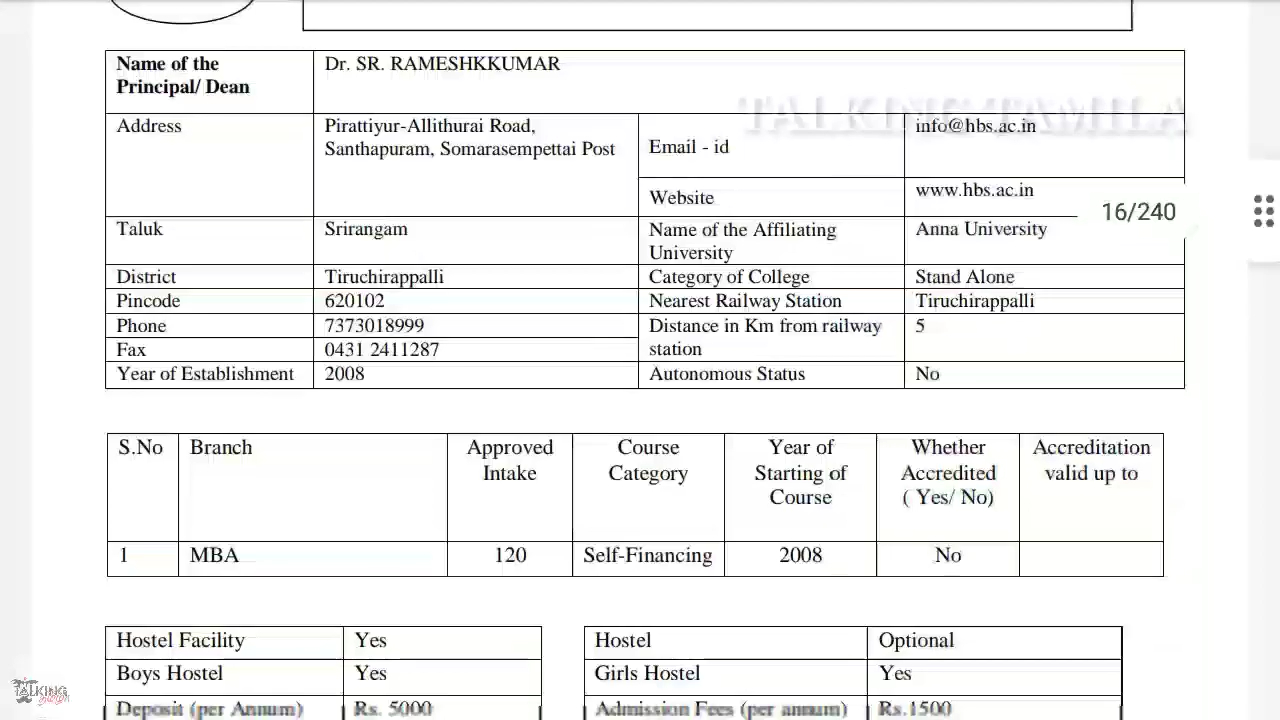 Name of the Principal/ Dean Dr. SR. RAMESHKKUMAR
TALKING TAMILA
Address Pirattiyur-Allithurai Road, Santhapuram, Somarasempettai Post Email - id info@hbs.ac.in
Website www.hbs.ac.in
16/240
Taluk Srirangam Name of the Affiliating University Anna University
District Tiruchirappalli Category of College Stand Alone
Pincode 620102 Nearest Railway Station Tiruchirappalli
Phone 7373018999 Distance in Km from railway station 5
Fax 0431 2411287
Year of Establishment 2008 Autonomous Status No
S.No Branch Approved Intake Course Category Year of Starting of Course Whether Accredited ( Yes/ No) Accreditation valid up to
1 MBA 120 Self-Financing 2008 No
Hostel Facility Yes Hostel Optional
Boys Hostel Yes Girls Hostel Yes
Deposit (per Annum) Rs. 5000 Admission Fees (per annum) Rs.1500
TALKING